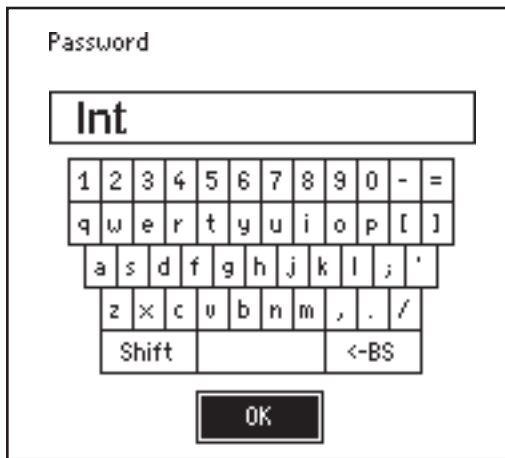 Password
Int
1 2 3 4 5 6 7 8 9 0 - =
q w e r t y u i o p [ ]
a s d f g h j k l ; '
z x c v b n m , . /
Shift <-BS
OK